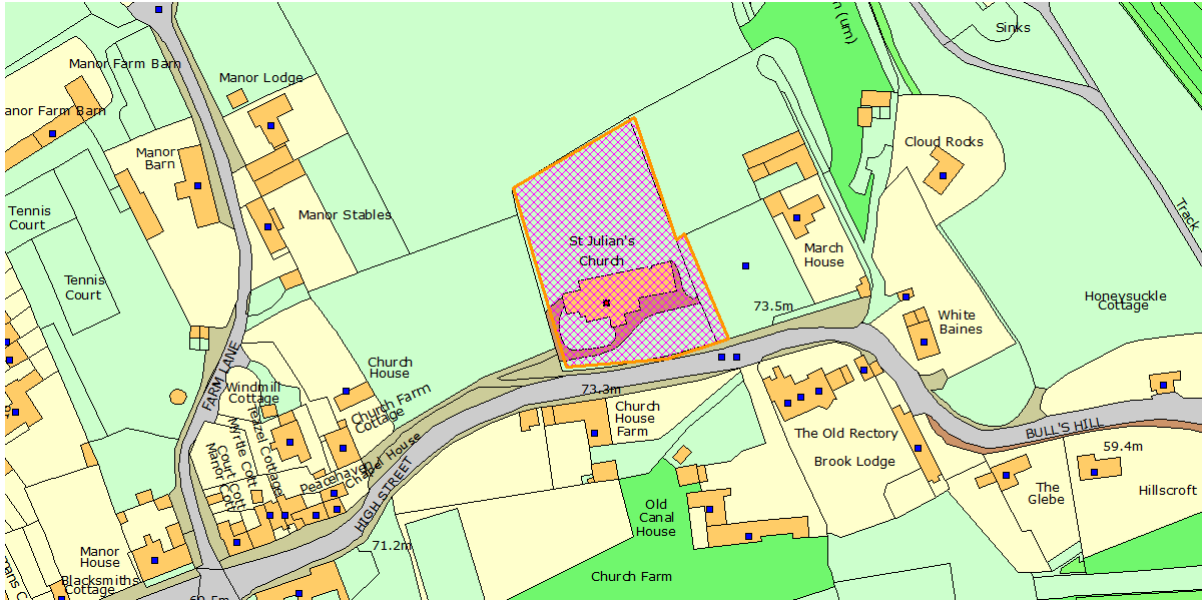 Manor Farm Barn
Manor Lodge
Sinks
(um)
anor Farm Barn
Manor
Barn
Cloud Rocks
Tennis
Court
Manor Stables
Track
St Julian's
Church
March
House
Tennis
Court
Honeysuckle
Cottage
73.5m
White
Baines
FARM LANE
Church
House
Windmill
Cottage
73.3m
Church Farm
Cottage
Church
House
Farm
Teazel Cottage
Myrtle Cott
Court Cott
Manor Cott
Peacehaven
Chapel House
HIGH STREET
The Old Rectory
Brook Lodge
BULL'S HILL
59.4m
The
Glebe
Hillscroft
Old
Canal
House
71.2m
Manor
House
Blacksmiths
Cottage
Church Farm